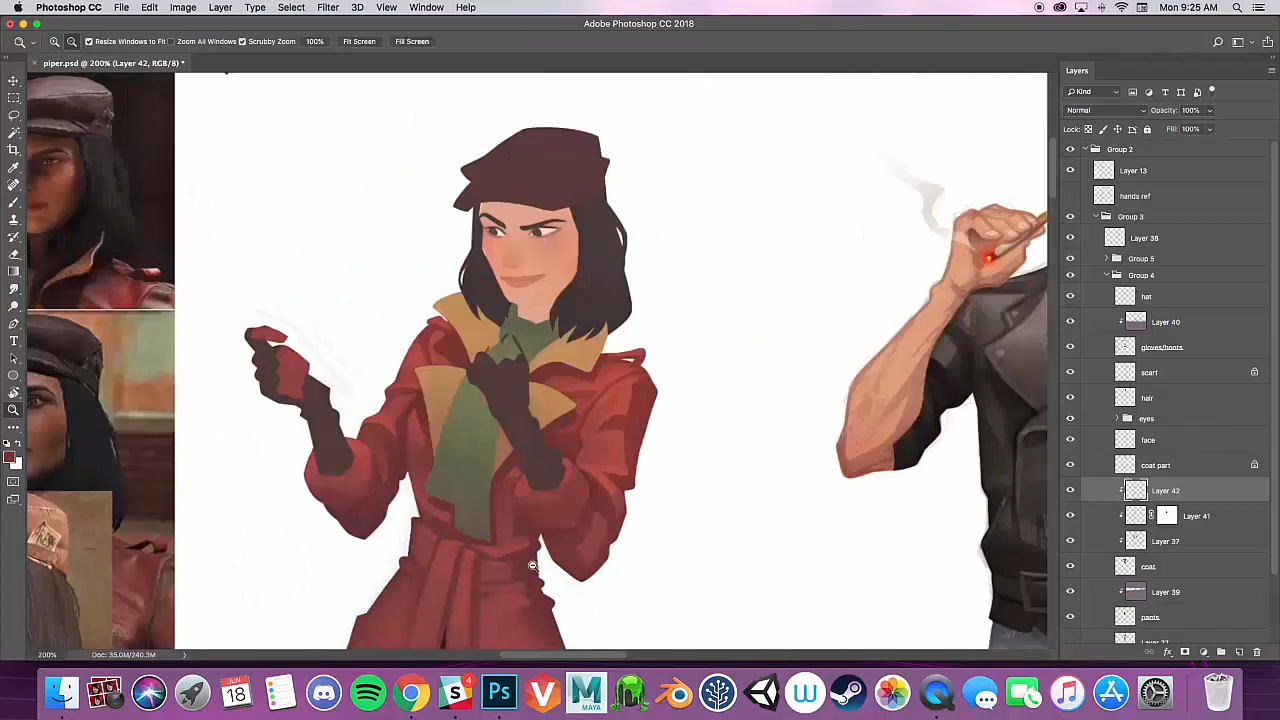 Photoshop CC File Edit Image Layer Type Select Filter 3D View Window Help Mon 9:25 AM
Adobe Photoshop CC 2018
Resize Windows to Fit Zoom All Windows Scrubby Zoom 100% Fit Screen Fill Screen
piper.psd @ 200% (Layer 42, RGB/8) *
Layers
Kind
Normal Opacity: 100%
Lock: Fill: 100%
Group 2
Layer 13
hands ref
Group 3
Layer 38
Group 5
Group 4
hat
Layer 40
gloves/boots
scarf
hair
eyes
face
coat part
Layer 42
Layer 41
Layer 37
coat
Layer 39
pants
200% Doc: 35.0M/240.3M
JUN
18
4
S
Ps
V
MAYA
W